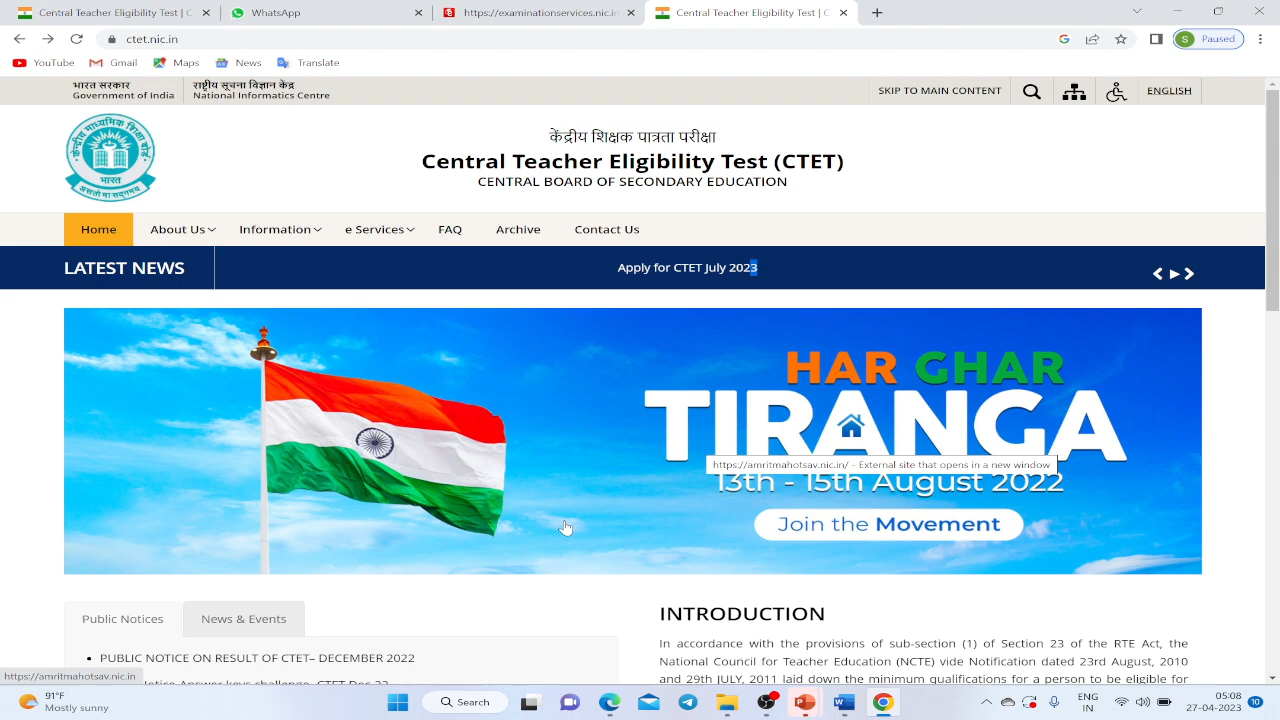 Central Teacher Eligibility Test | C
WhatsApp
https://examinationservices.nic.in
Central Teacher Eligibility Test | C
ctet.nic.in
S Paused
YouTube Gmail Maps News Translate
भारत सरकार
Government of India
राष्ट्रीय सूचना विज्ञान केंद्र
National Informatics Centre
SKIP TO MAIN CONTENT
ENGLISH
केन्द्रीय माध्यमिक शिक्षा बोर्ड
भारत
असतो मा सद्गमय
केंद्रीय शिक्षक पात्रता परीक्षा
Central Teacher Eligibility Test (CTET)
CENTRAL BOARD OF SECONDARY EDUCATION
Home About Us Information e Services FAQ Archive Contact Us
LATEST NEWS
Apply for CTET July 2023
HAR GHAR
TIRANGA
https://amritmahotsav.nic.in/ - External site that opens in a new window
13th - 15th August 2022
Join the Movement
Public Notices
News & Events
PUBLIC NOTICE ON RESULT OF CTET– DECEMBER 2022
INTRODUCTION
In accordance with the provisions of sub-section (1) of Section 23 of the RTE Act, the
National Council for Teacher Education (NCTE) vide Notification dated 23rd August, 2010
and 29th JULY, 2011 laid down the minimum qualifications for a person to be eligible for
https://amritmahotsav.nic.in
91°F
Mostly sunny
Search
ENG
IN
05:08
27-04-2023
10